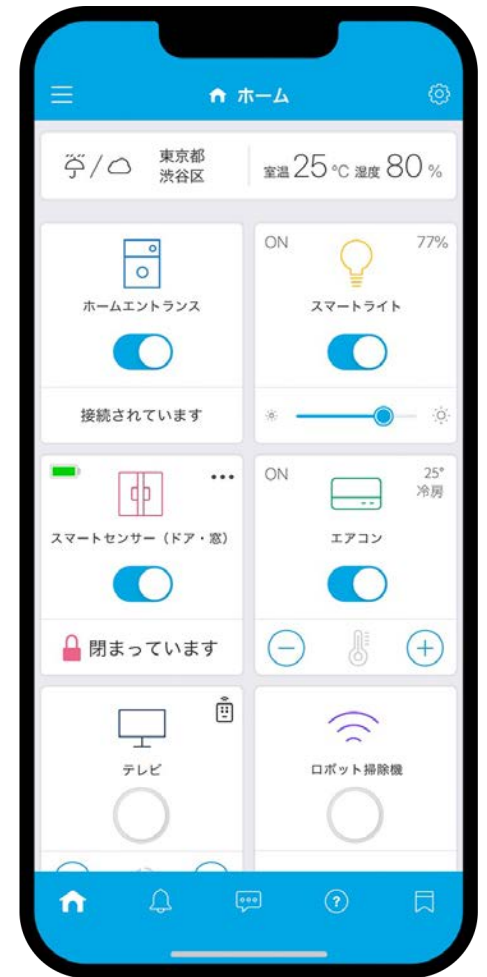 ホーム
東京都
渋谷区
室温 25 ℃ 湿度 80 %
ホームエントランス
接続されています
ON 77%
スマートライト
スマートセンサー（ドア・窓）
閉まっています
ON 25°
冷房
エアコン
テレビ
ロボット掃除機
?